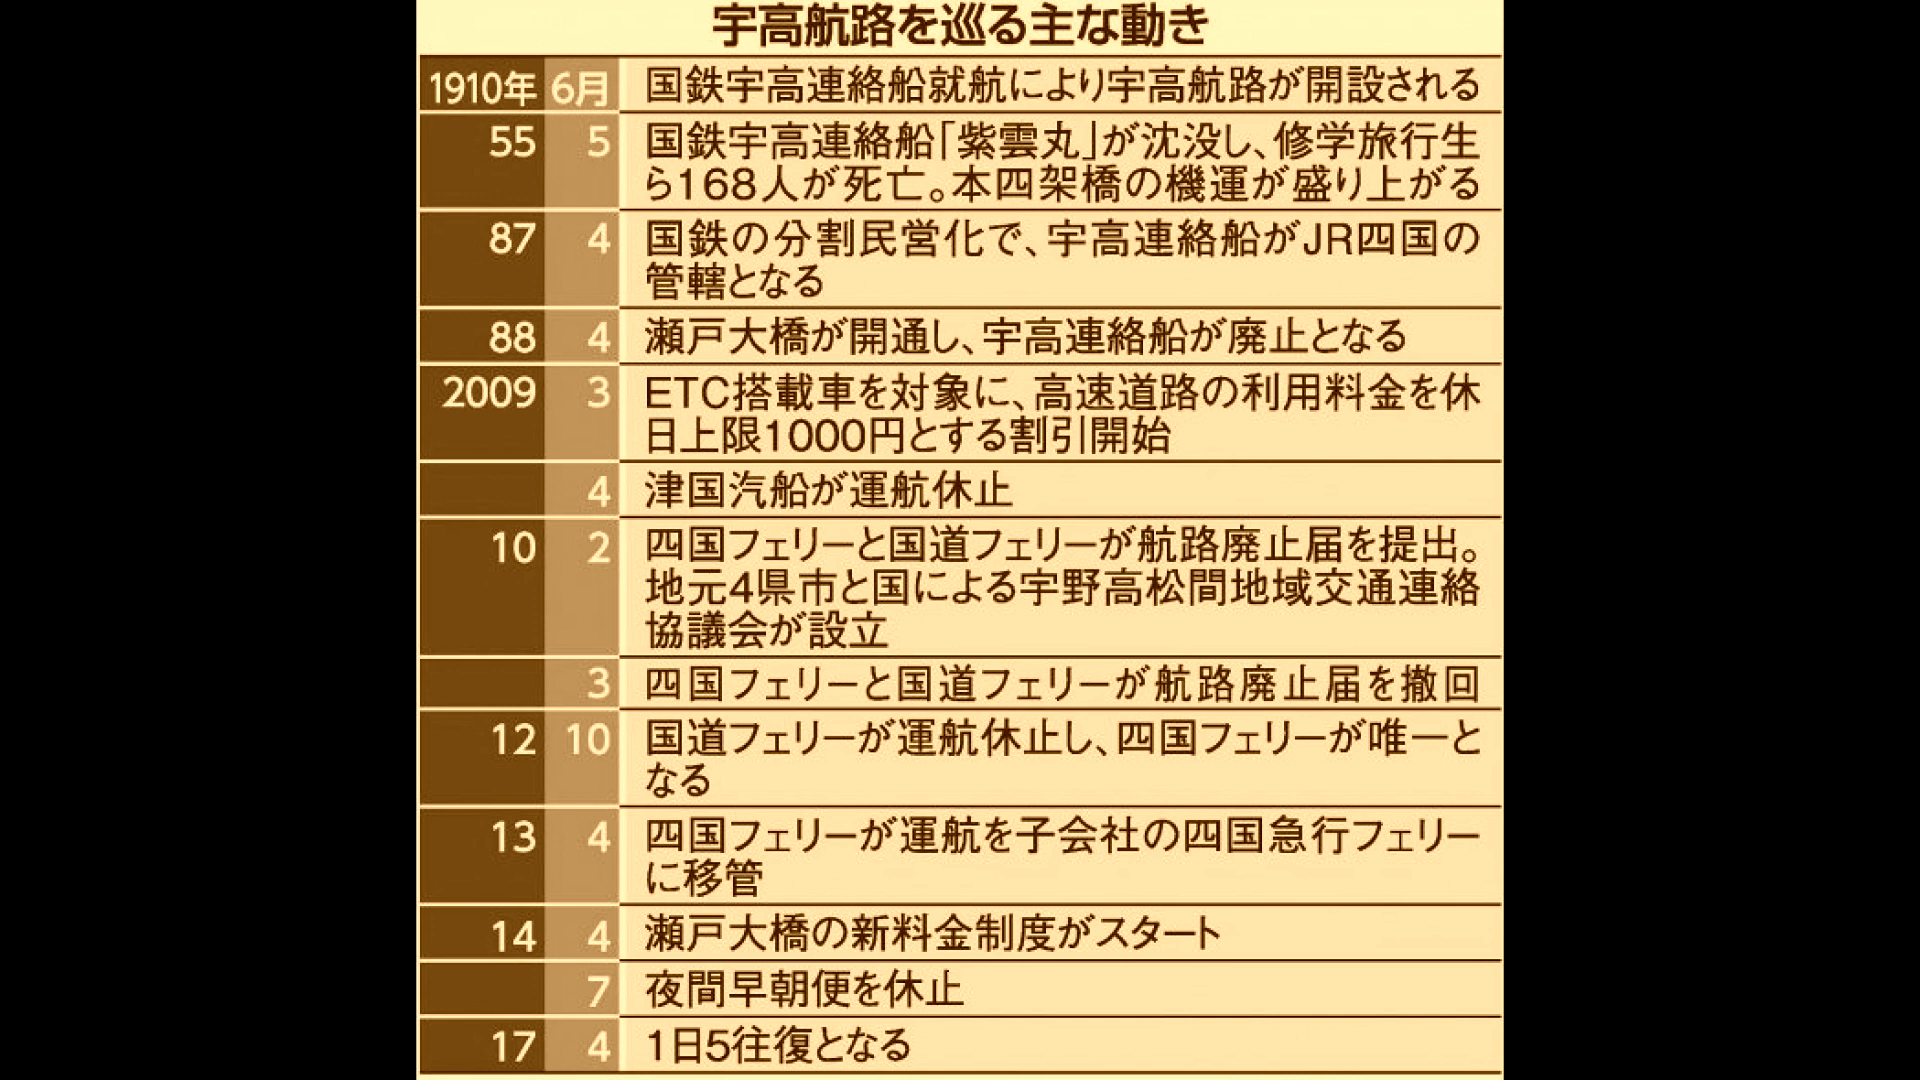 宇高航路を巡る主な動き
1910年 6月 国鉄宇高連絡船就航により宇高航路が開設される
55 5 国鉄宇高連絡船「紫雲丸」が沈没し、修学旅行生
ら168人が死亡。本四架橋の機運が盛り上がる
87 4 国鉄の分割民営化で、宇高連絡船がJR四国の
管轄となる
88 4 瀬戸大橋が開通し、宇高連絡船が廃止となる
2009 3 ETC搭載車を対象に、高速道路の利用料金を休
日上限1000円とする割引開始
4 津国汽船が運航休止
10 2 四国フェリーと国道フェリーが航路廃止届を提出。
地元4県市と国による宇野高松間地域交通連絡
協議会が設立
3 四国フェリーと国道フェリーが航路廃止届を撤回
12 10 国道フェリーが運航休止し、四国フェリーが唯一と
なる
13 4 四国フェリーが運航を子会社の四国急行フェリー
に移管
14 4 瀬戸大橋の新料金制度がスタート
7 夜間早朝便を休止
17 4 1日5往復となる